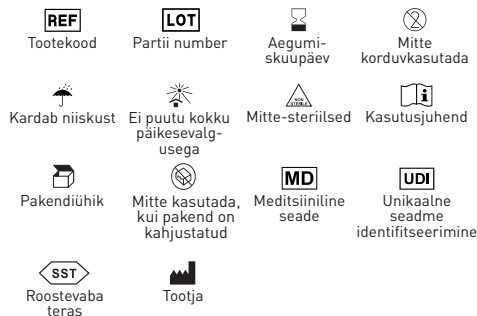 REF
LOT
2
Tootekood
Partii number
Aegumi-
skuupäev
Mitte
korduvkasutada
NON
STERILE
i
Kardab niiskust
Ei puutu kokku
päikesevalg-
usega
Mitte-steriilsed
Kasutusjuhend
MD
UDI
Pakendiühik
Mitte kasutada,
kui pakend on
kahjustatud
Meditsiiniline
seade
Unikaalne
seadme
identifitseerimine
SST
Roostevaba
teras
Tootja